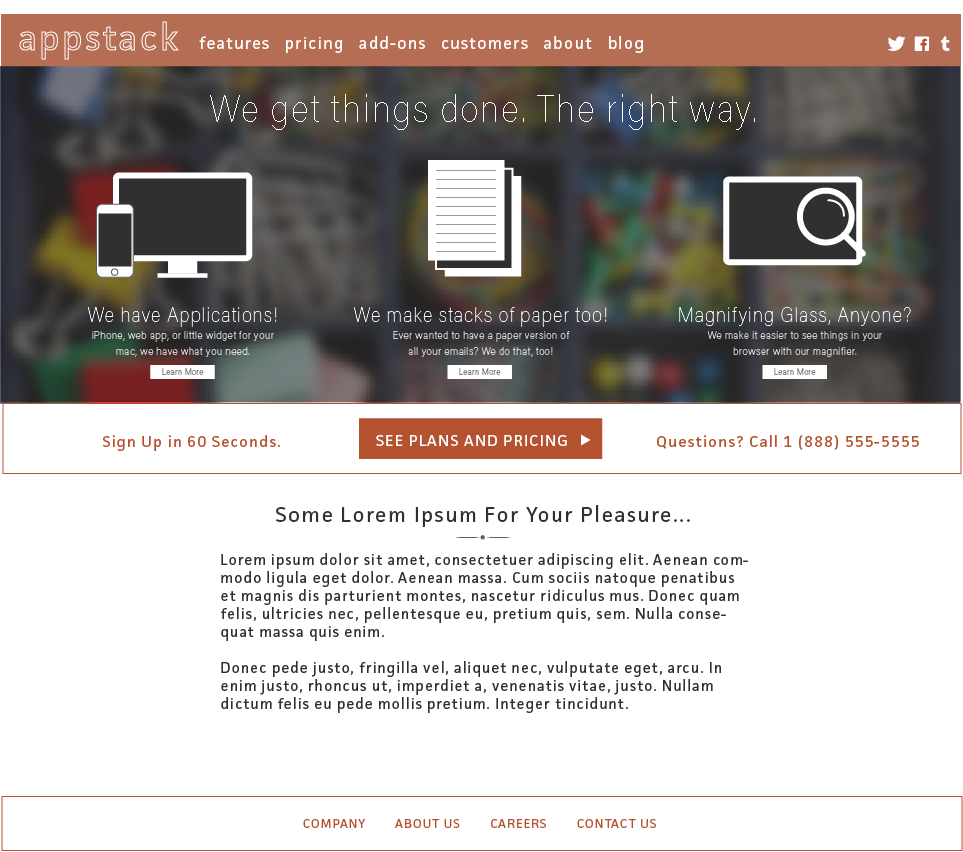 appstack features pricing add-ons customers about blog
We get things done. The right way.
We have Applications!
iPhone, web app, or little widget for your
mac, we have what you need.
Learn More
We make stacks of paper too!
Ever wanted to have a paper version of
all your emails? We do that, too!
Learn More
Magnifying Glass, Anyone?
We make it easier to see things in your
browser with our magnifier.
Learn More
Sign Up in 60 Seconds.
SEE PLANS AND PRICING
Questions? Call 1 (888) 555-5555
Some Lorem Ipsum For Your Pleasure...
Lorem ipsum dolor sit amet, consectetuer adipiscing elit. Aenean com-
modo ligula eget dolor. Aenean massa. Cum sociis natoque penatibus
et magnis dis parturient montes, nascetur ridiculus mus. Donec quam
felis, ultricies nec, pellentesque eu, pretium quis, sem. Nulla conse-
quat massa quis enim.
Donec pede justo, fringilla vel, aliquet nec, vulputate eget, arcu. In
enim justo, rhoncus ut, imperdiet a, venenatis vitae, justo. Nullam
dictum felis eu pede mollis pretium. Integer tincidunt.
COMPANY ABOUT US CAREERS CONTACT US